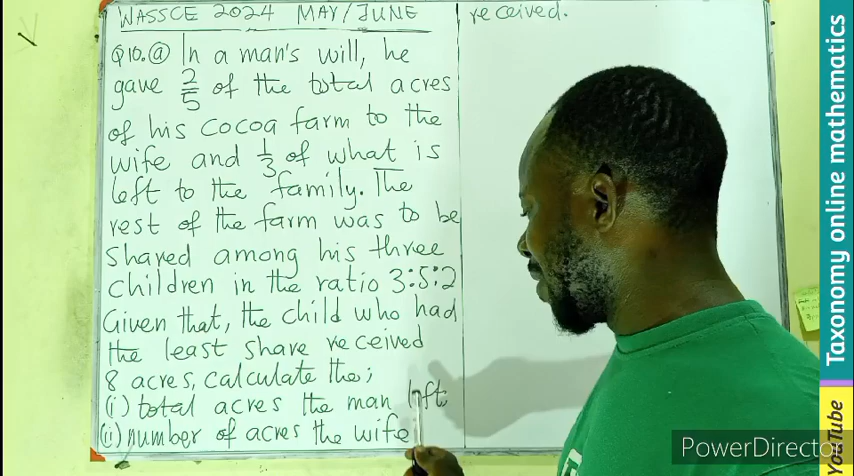 WASSCE 2024 MAY/JUNE
Q10.(a) In a man's will, he
gave 2/5 of the total acres
of his cocoa farm to the
wife and 1/3 of what is
left to the family. The
rest of the farm was to be
shared among his three
children in the ratio 3:5:2
Given that, the child who had
the least share received
8 acres, calculate the;
(i) total acres the man left
(ii) number of acres the wife
received.
Taxonomy online mathematics
YouTube
PowerDirector